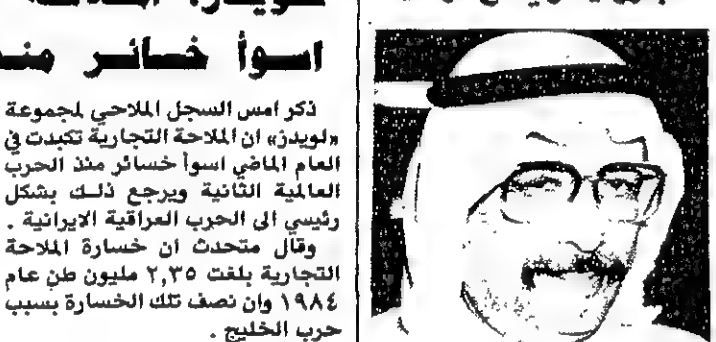 اسوأ خسائر
ذكر امس السجل الملاحي لمجموعة
«لويدز» ان الملاحة التجارية تكبدت في
العام الماضي اسوأ خسائر منذ الحرب
العالمية الثانية ويرجع ذلك بشكل
رئيسي الى الحرب العراقية الايرانية .
وقال متحدث ان خسارة الملاحة
التجارية بلغت ٢,٣٥ مليون طن عام
١٩٨٤ وان نصف تلك الخسارة بسبب
حرب الخليج .